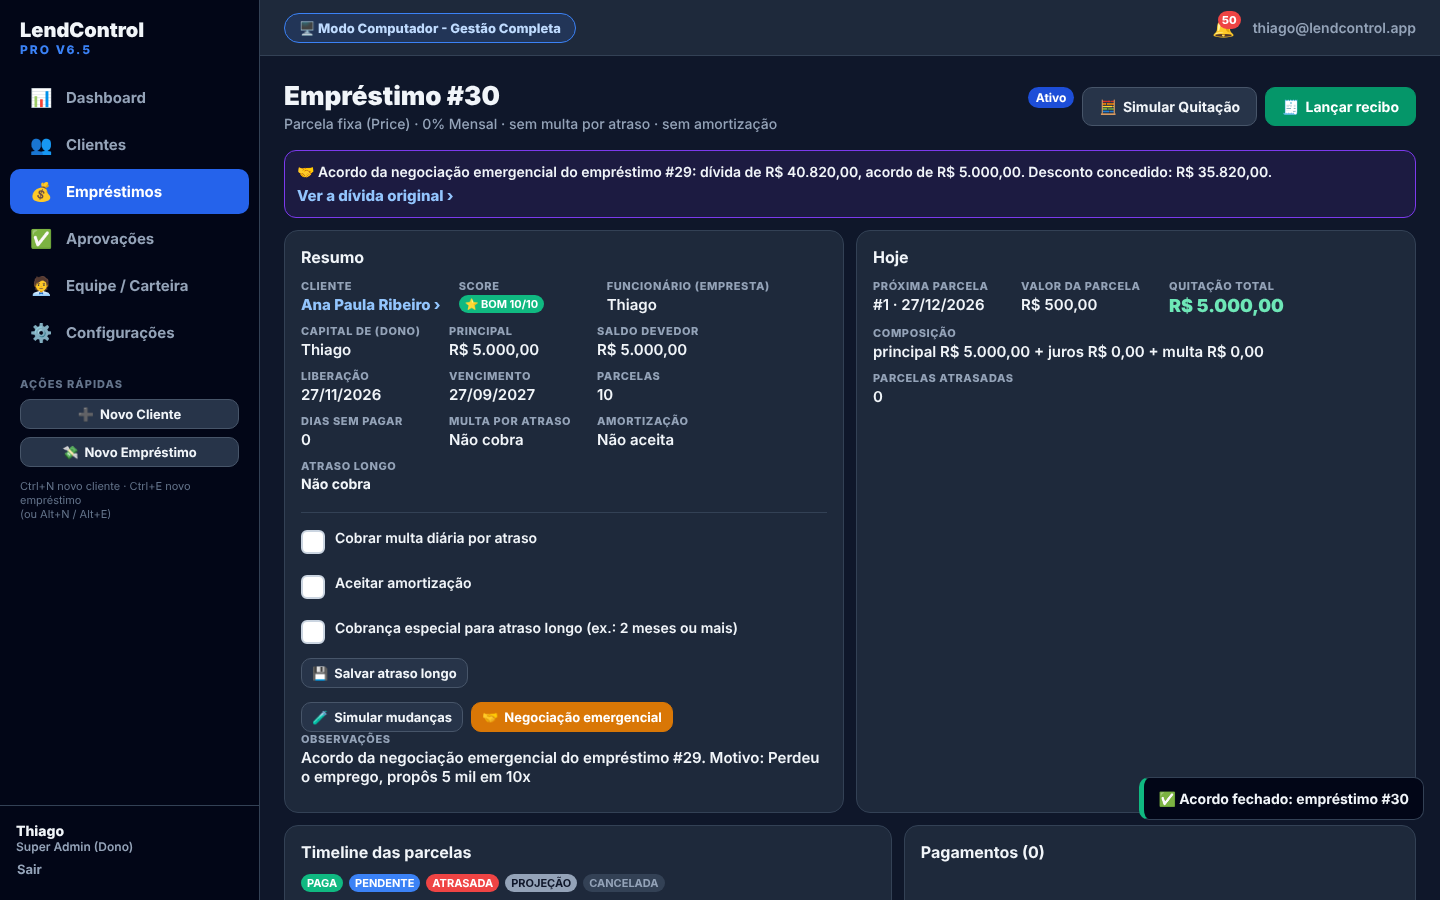 LendControl
PRO V6.5
Dashboard
Clientes
Empréstimos
Aprovações
Equipe / Carteira
Configurações
AÇÕES RÁPIDAS
Novo Cliente
Novo Empréstimo
Ctrl+N novo cliente · Ctrl+E novo
empréstimo
(ou Alt+N / Alt+E)
Thiago
Super Admin (Dono)
Sair
Modo Computador - Gestão Completa
50
thiago@lendcontrol.app
Empréstimo #30
Parcela fixa (Price) · 0% Mensal · sem multa por atraso · sem amortização
Ativo
Simular Quitação
Lançar recibo
Acordo da negociação emergencial do empréstimo #29: dívida de R$ 40.820,00, acordo de R$ 5.000,00. Desconto concedido: R$ 35.820,00.
Ver a dívida original ›
Resumo
CLIENTE SCORE FUNCIONÁRIO (EMPRESTA)
Ana Paula Ribeiro › BOM 10/10 Thiago
CAPITAL DE (DONO) PRINCIPAL SALDO DEVEDOR
Thiago R$ 5.000,00 R$ 5.000,00
LIBERAÇÃO VENCIMENTO PARCELAS
27/11/2026 27/09/2027 10
DIAS SEM PAGAR MULTA POR ATRASO AMORTIZAÇÃO
0 Não cobra Não aceita
ATRASO LONGO
Não cobra
Cobrar multa diária por atraso
Aceitar amortização
Cobrança especial para atraso longo (ex.: 2 meses ou mais)
Salvar atraso longo
Simular mudanças Negociação emergencial
OBSERVAÇÕES
Acordo da negociação emergencial do empréstimo #29. Motivo: Perdeu
o emprego, propôs 5 mil em 10x
Hoje
PRÓXIMA PARCELA VALOR DA PARCELA QUITAÇÃO TOTAL
#1 · 27/12/2026 R$ 500,00 R$ 5.000,00
COMPOSIÇÃO
principal R$ 5.000,00 + juros R$ 0,00 + multa R$ 0,00
PARCELAS ATRASADAS
0
Acordo fechado: empréstimo #30
Timeline das parcelas
PAGA PENDENTE ATRASADA PROJEÇÃO CANCELADA
Pagamentos (0)